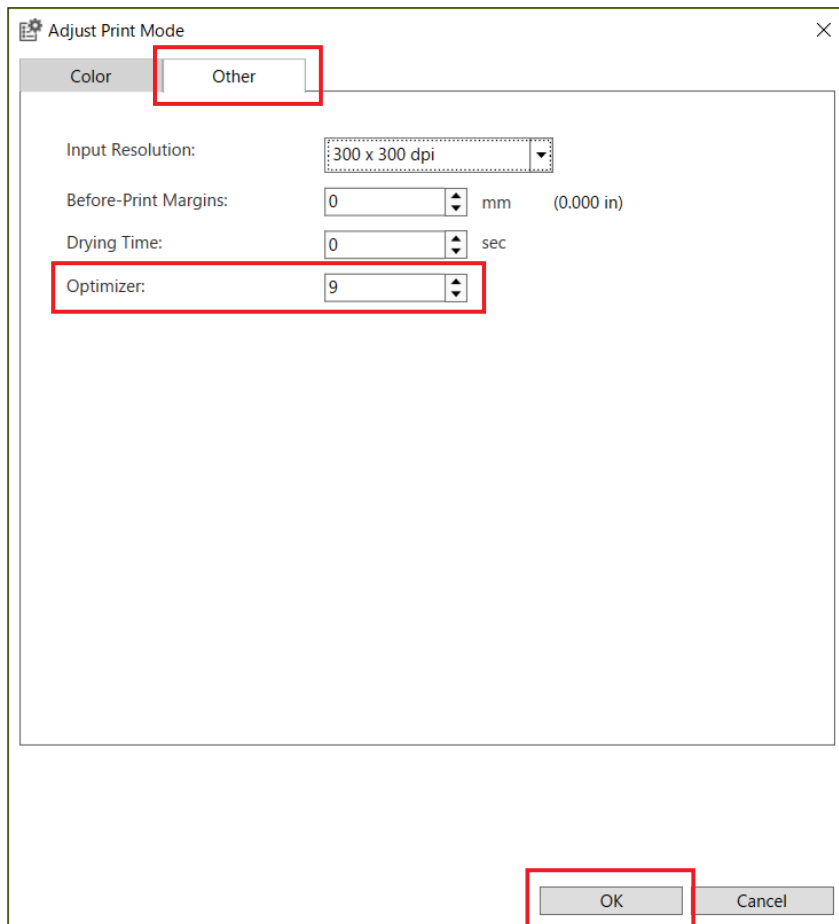 Adjust Print Mode
Color Other
Input Resolution: 300 x 300 dpi
Before-Print Margins: 0 mm (0.000 in)
Drying Time: 0 sec
Optimizer: 9
OK Cancel